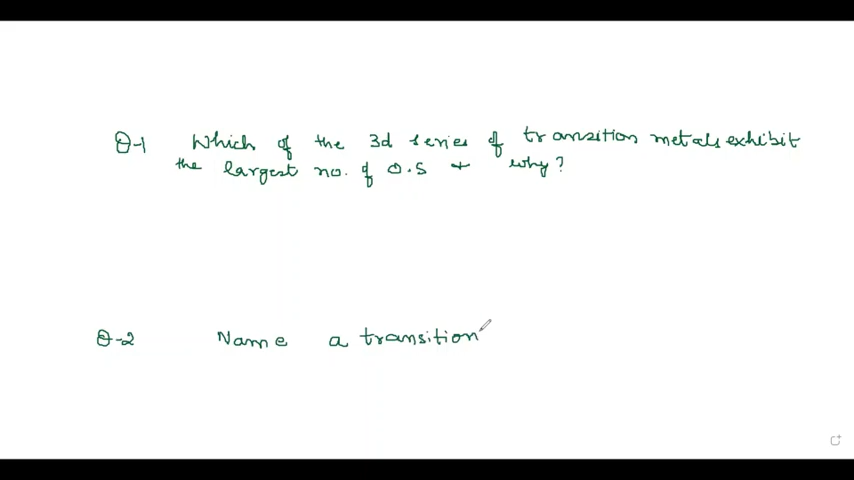 Q-1 Which of the 3d series of transition metals exhibit
the largest no. of O.S + why?
Q-2 Name a transition